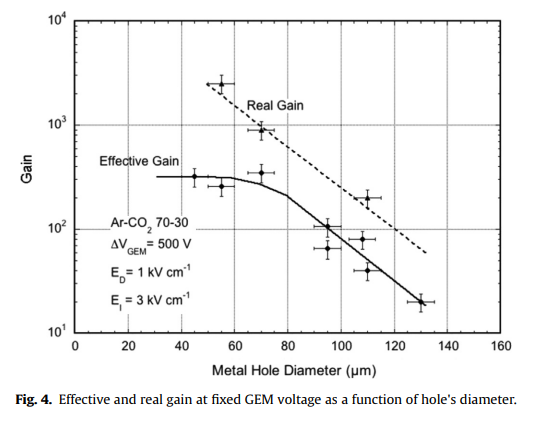 10⁴
Real Gain
10³
Effective Gain
Gain
Ar-CO₂ 70-30
10²
ΔV_GEM = 500 V
E_D = 1 kV cm⁻¹
E_I = 3 kV cm⁻¹
10¹
0 20 40 60 80 100 120 140 160
Metal Hole Diameter (μm)
Fig. 4. Effective and real gain at fixed GEM voltage as a function of hole's diameter.